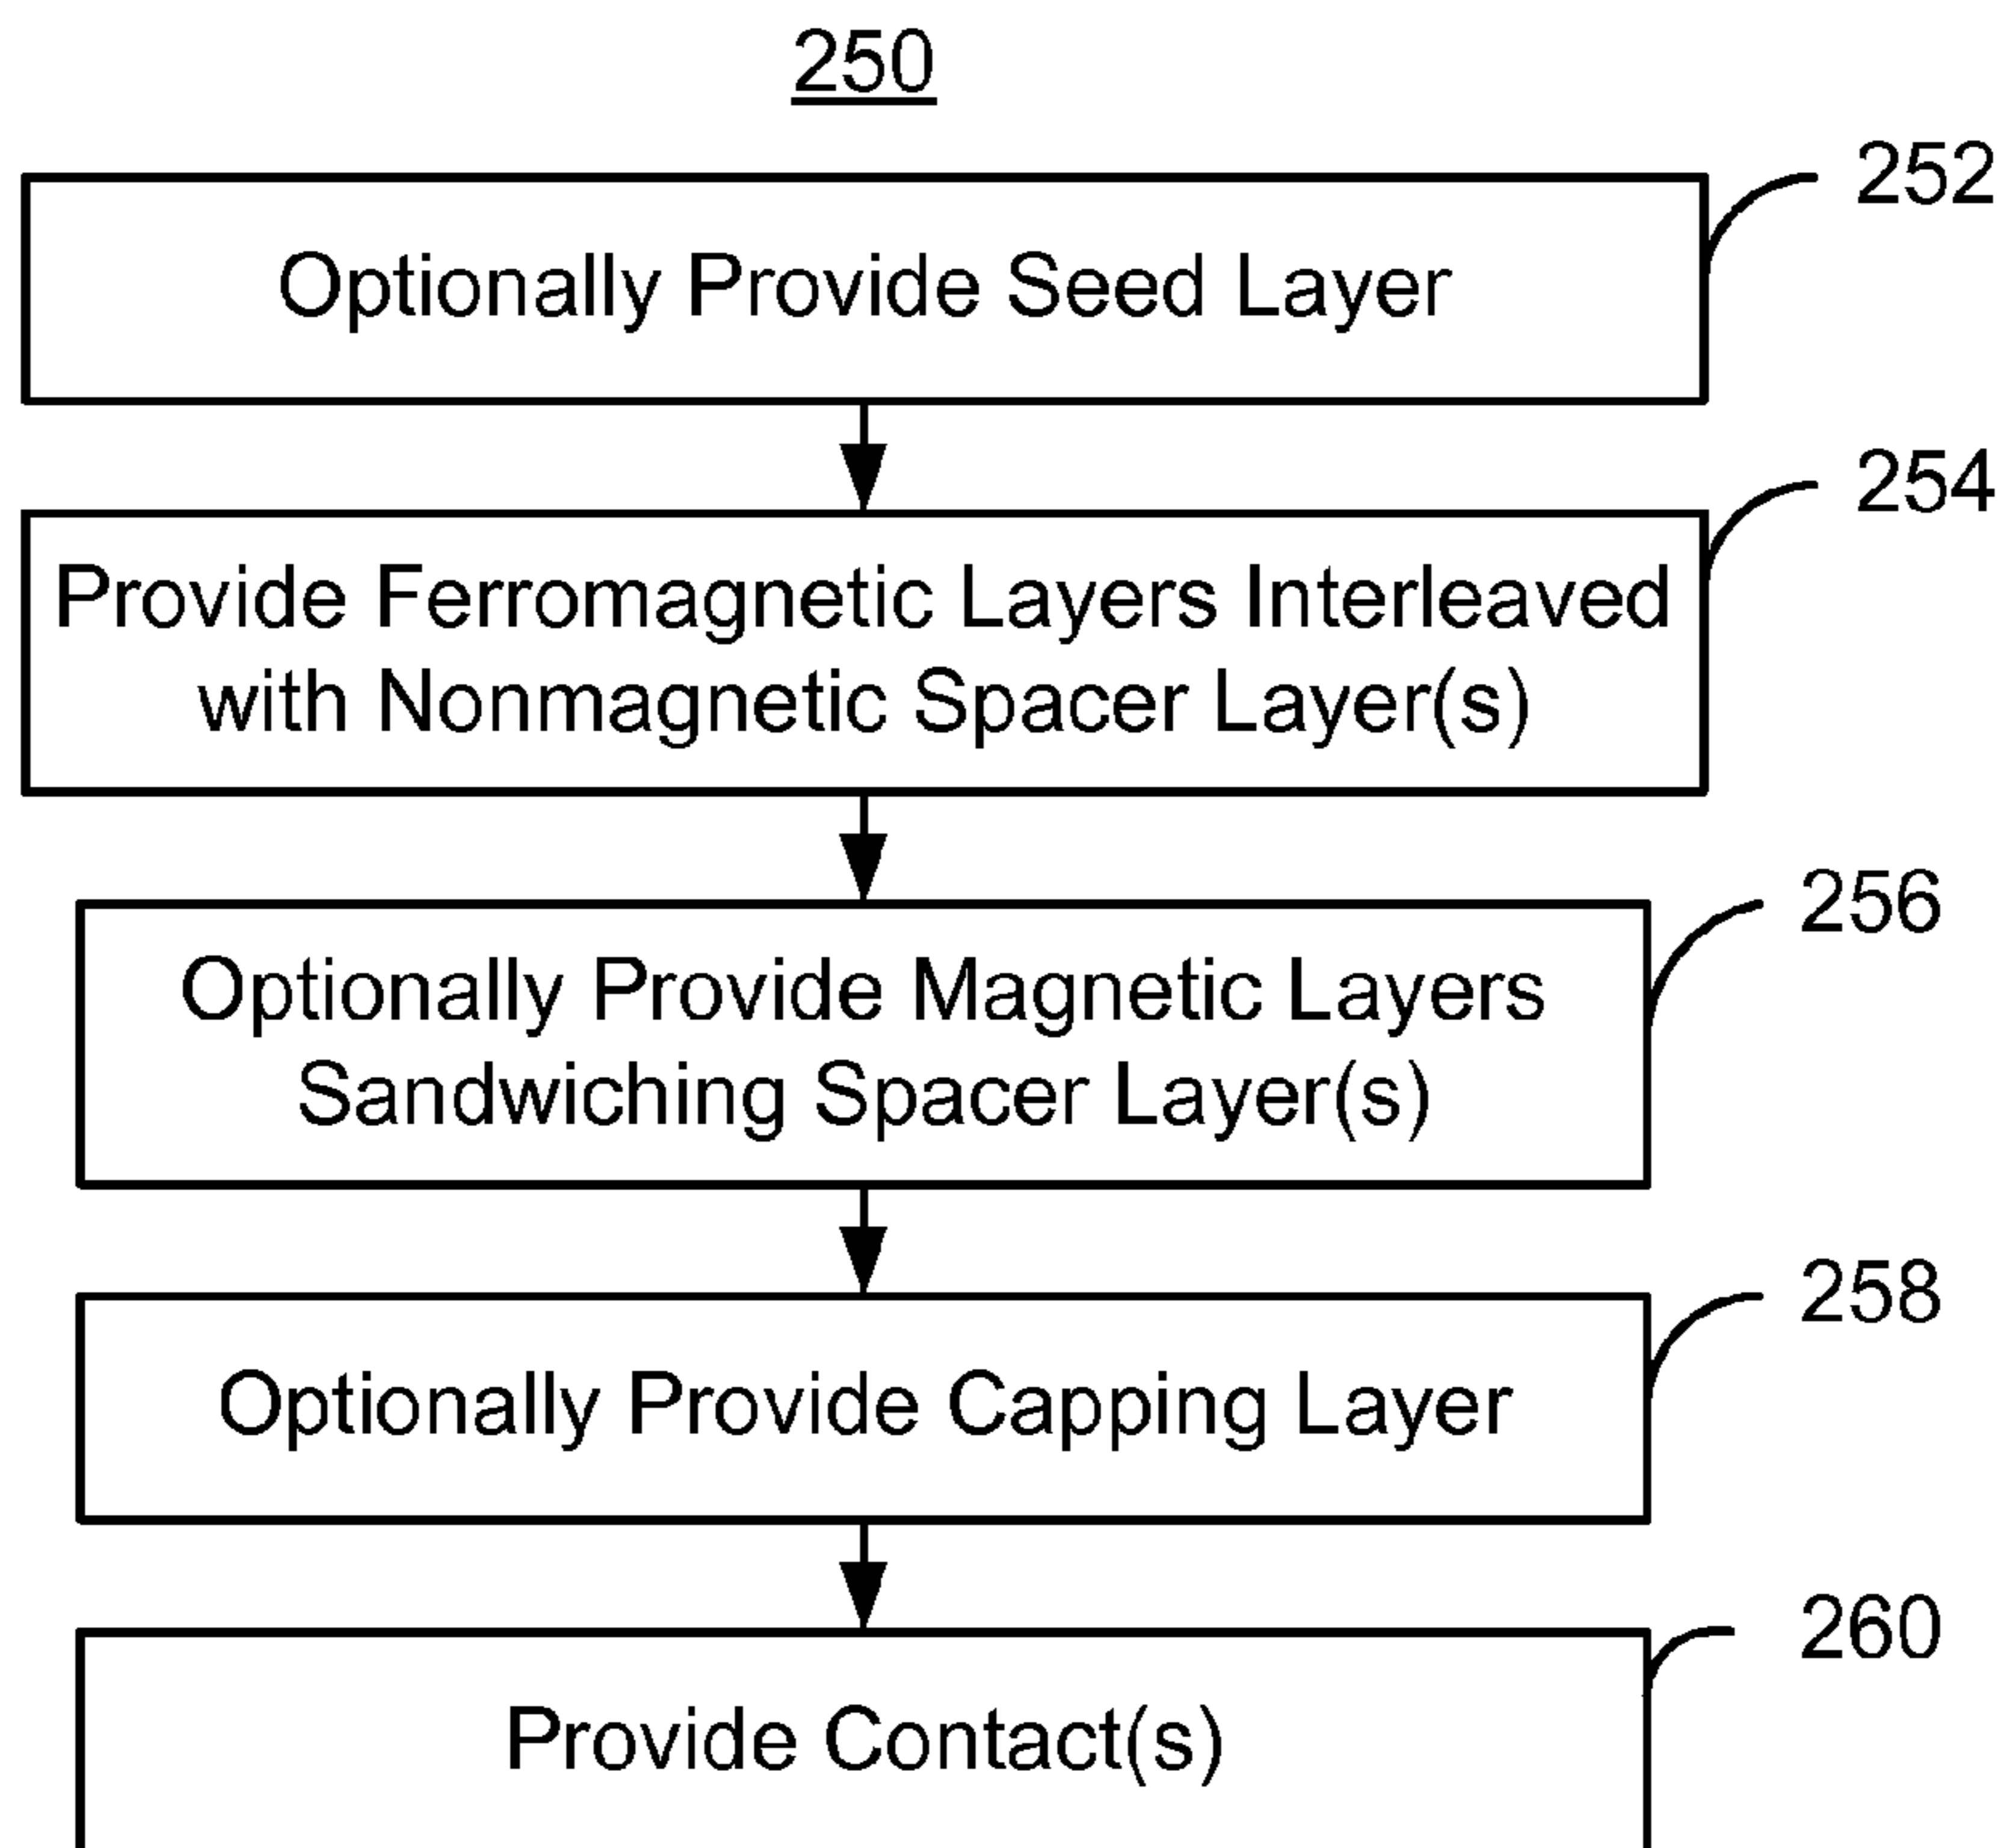 250
252
Optionally Provide Seed Layer
254
Provide Ferromagnetic Layers Interleaved
with Nonmagnetic Spacer Layer(s)
256
Optionally Provide Magnetic Layers
Sandwiching Spacer Layer(s)
258
Optionally Provide Capping Layer
260
Provide Contact(s)